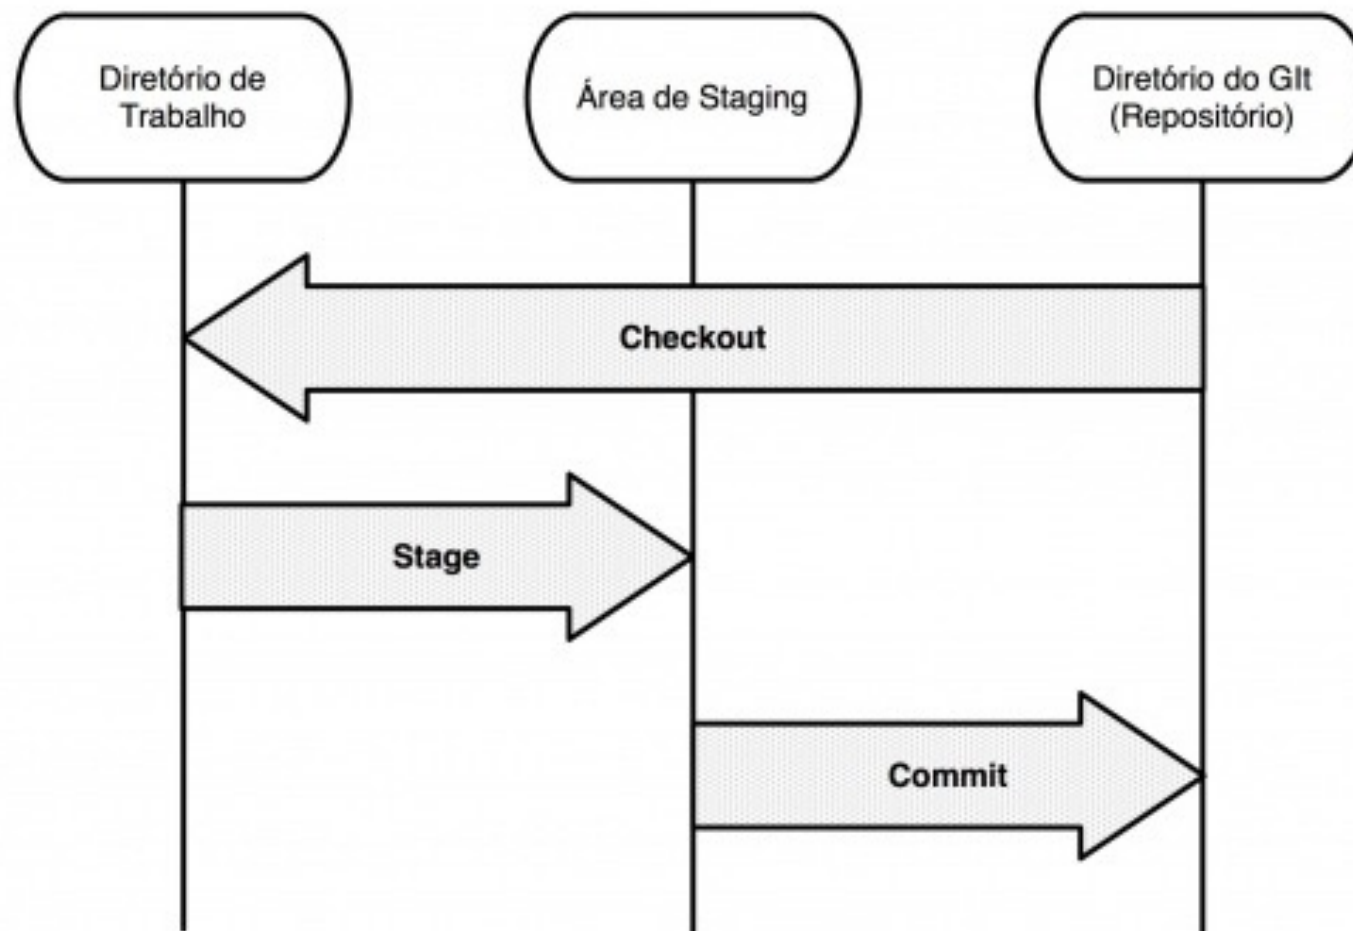 Diretório de
Trabalho
Área de Staging
Diretório do GIt
(Repositório)
Checkout
Stage
Commit